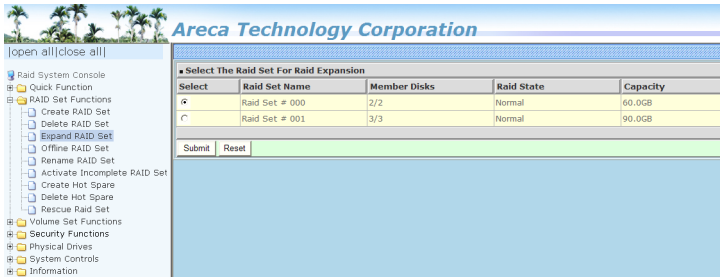 Areca Technology Corporation
|open all|close all|
Raid System Console
Quick Function
RAID Set Functions
Create RAID Set
Delete RAID Set
Expand RAID Set
Offline RAID Set
Rename RAID Set
Activate Incomplete RAID Set
Create Hot Spare
Delete Hot Spare
Rescue Raid Set
Volume Set Functions
Security Functions
Physical Drives
System Controls
Information
Select The Raid Set For Raid Expansion
Select Raid Set Name Member Disks Raid State Capacity
Raid Set # 000 2/2 Normal 60.0GB
Raid Set # 001 3/3 Normal 90.0GB
Submit Reset